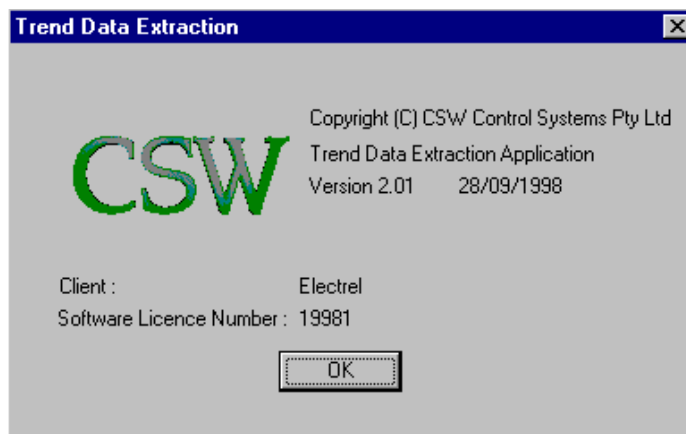 Trend Data Extraction
CSW
Copyright (C) CSW Control Systems Pty Ltd
Trend Data Extraction Application
Version 2.01 28/09/1998
Client : Electrel
Software Licence Number : 19981
OK